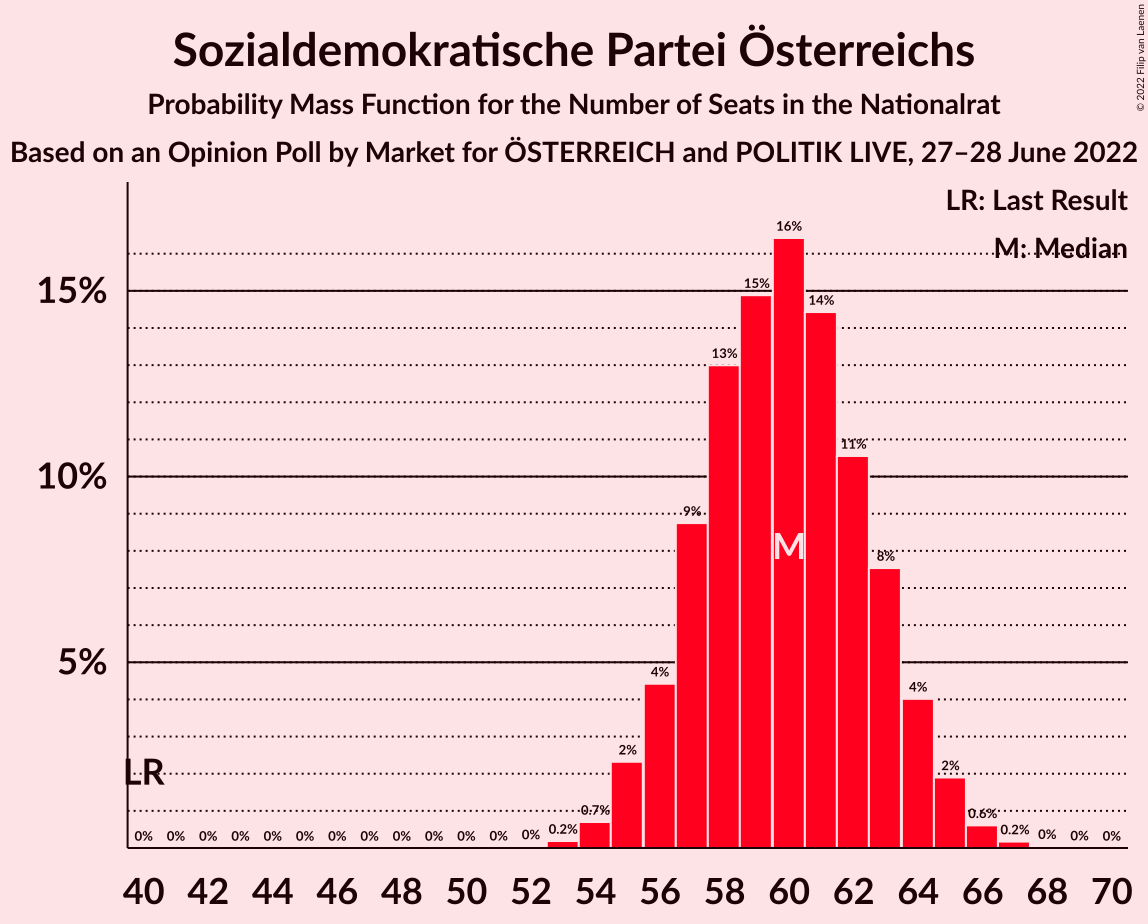 Sozialdemokratische Partei Österreichs
Probability Mass Function for the Number of Seats in the Nationalrat
Based on an Opinion Poll by Market for ÖSTERREICH and POLITIK LIVE, 27–28 June 2022
© 2022 Filip van Laenen
LR: Last Result
M: Median
16%
15%
15%
14%
13%
11%
10%
9%
M
8%
5%
4%
4%
2%
2%
LR
0.7%
0.6%
0% 0% 0% 0% 0% 0% 0% 0% 0% 0% 0% 0% 0% 0.2% 0.2% 0% 0% 0%
40 42 44 46 48 50 52 54 56 58 60 62 64 66 68 70